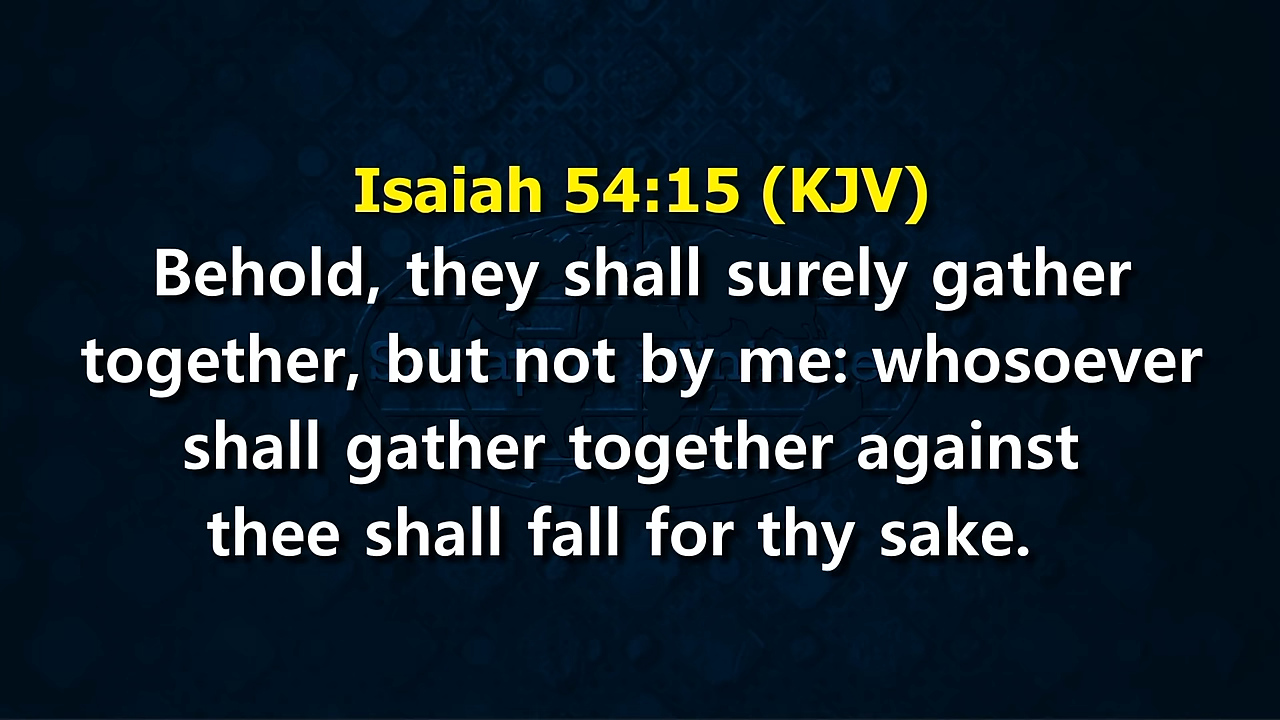 Isaiah 54:15 (KJV)
Behold, they shall surely gather
together, but not by me: whosoever
shall gather together against
thee shall fall for thy sake.